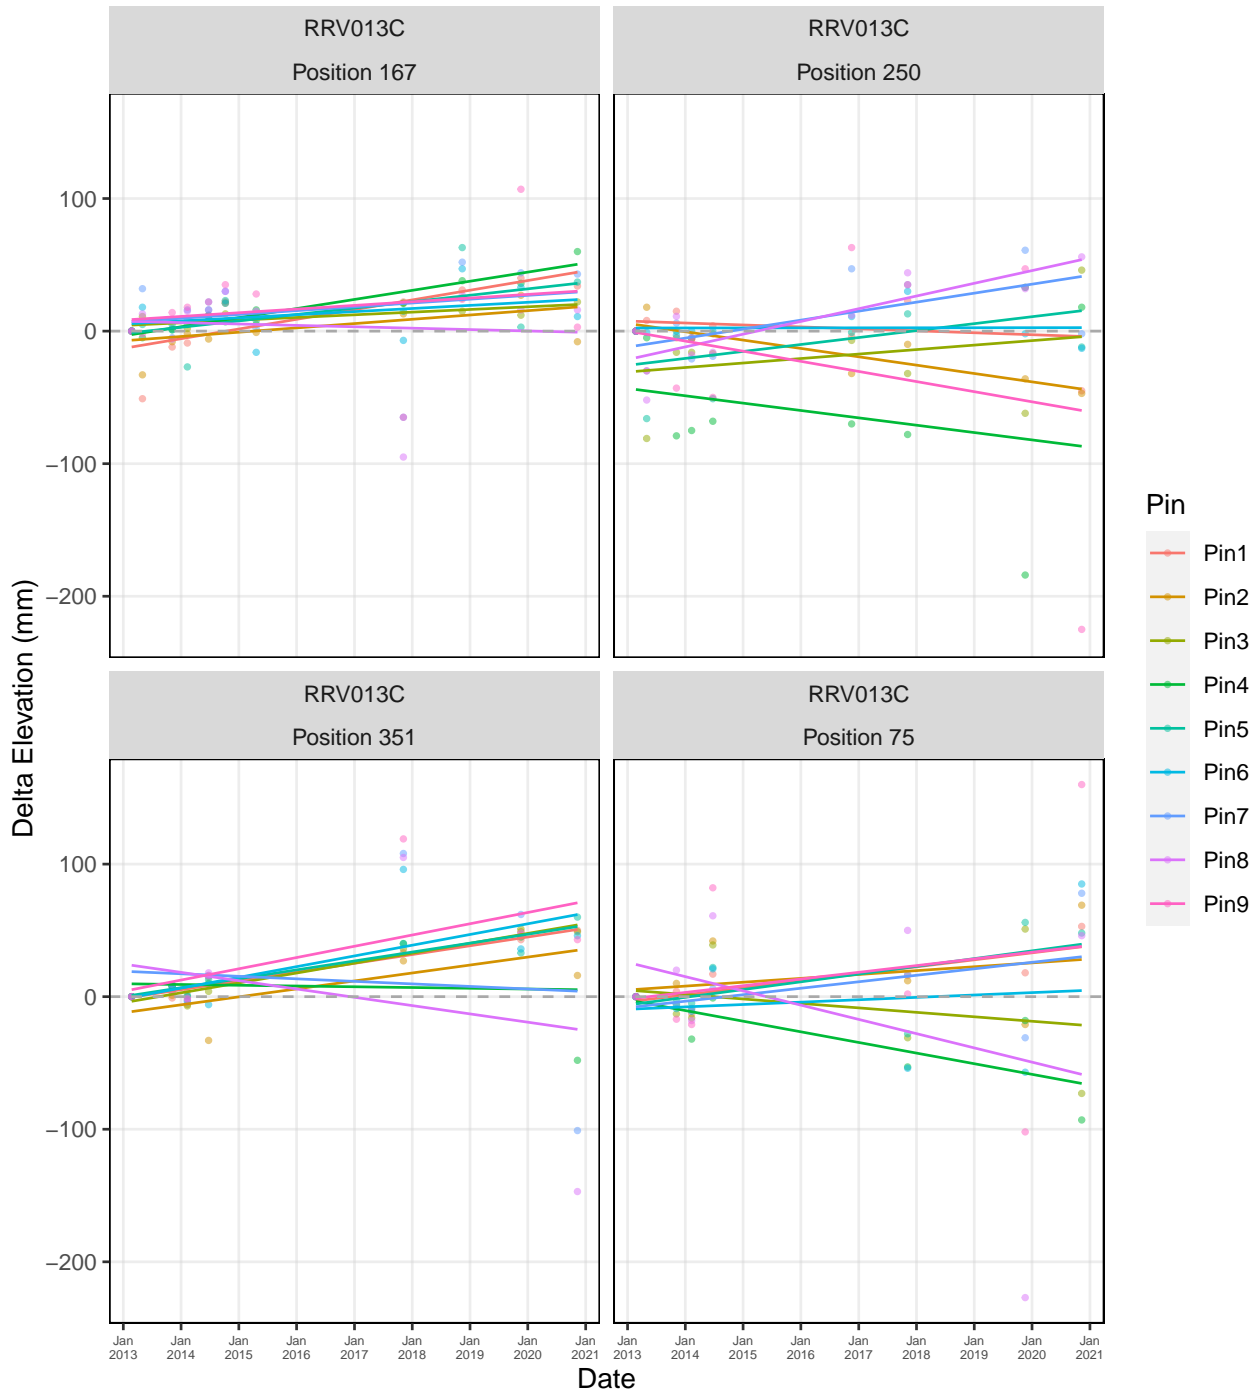 RRV013C
Position 167
RRV013C
Position 250
100
0
−100
−200
RRV013C
Position 351
RRV013C
Position 75
100
0
−100
−200
Jan 2013
Jan 2014
Jan 2015
Jan 2016
Jan 2017
Jan 2018
Jan 2019
Jan 2020
Jan 2021
Jan 2013
Jan 2014
Jan 2015
Jan 2016
Jan 2017
Jan 2018
Jan 2019
Jan 2020
Jan 2021
Date
Delta Elevation (mm)
Pin
Pin1
Pin2
Pin3
Pin4
Pin5
Pin6
Pin7
Pin8
Pin9